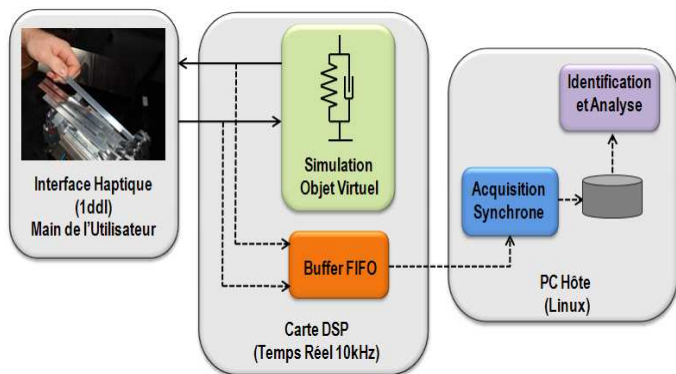 Interface Haptique
(1ddl)
Main de l'Utilisateur
Simulation
Objet Virtuel
Buffer FIFO
Carte DSP
(Temps Réel 10kHz)
Identification
et Analyse
Acquisition
Synchrone
PC Hôte
(Linux)